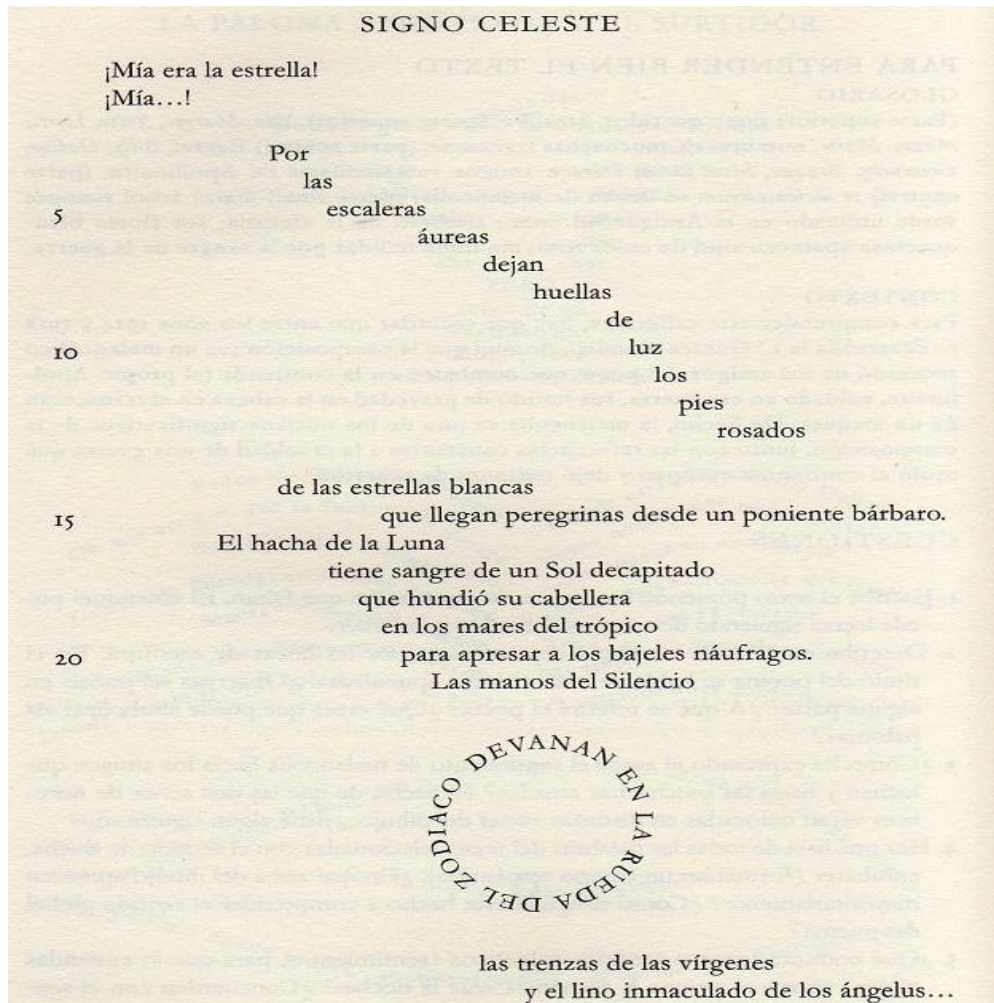 SIGNO CELESTE
¡Mía era la estrella!
¡Mía...!
Por
las
5 escaleras
áureas
dejan
huellas
de
10 luz
los
pies
rosados
de las estrellas blancas
15 que llegan peregrinas desde un poniente bárbaro.
El hacha de la Luna
tiene sangre de un Sol decapitado
que hundió su cabellera
en los mares del trópico
20 para apresar a los bajeles náufragos.
Las manos del Silencio
DEVANAN EN LA RUEDA DEL ZODIACO
las trenzas de las vírgenes
y el lino inmaculado de los ángelus...